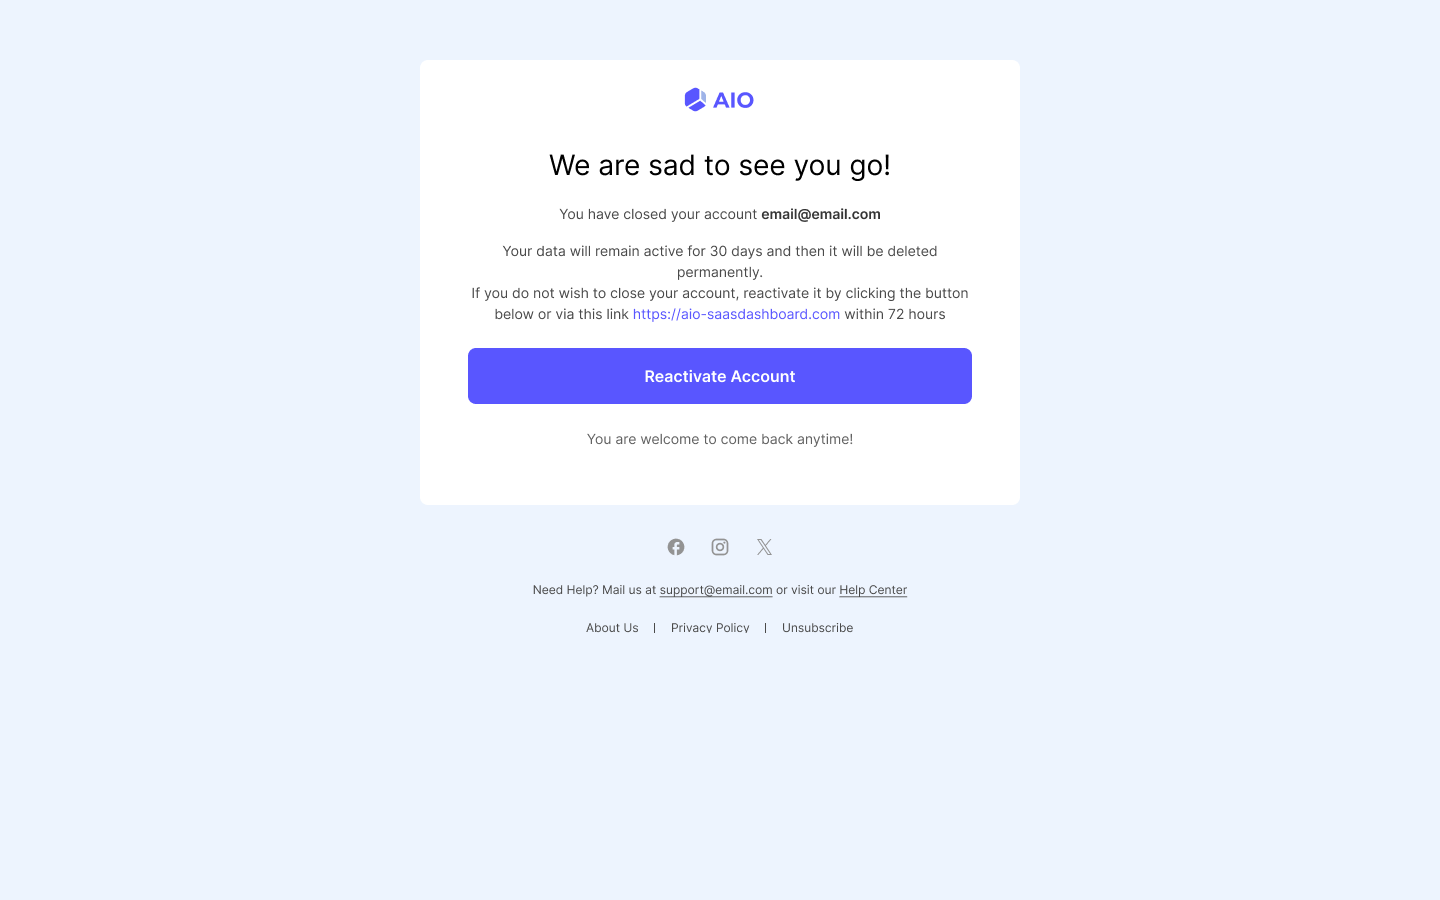 AIO
We are sad to see you go!
You have closed your account email@email.com
Your data will remain active for 30 days and then it will be deleted
permanently.
If you do not wish to close your account, reactivate it by clicking the button
below or via this link https://aio-saasdashboard.com within 72 hours
Reactivate Account
You are welcome to come back anytime!
Need Help? Mail us at support@email.com or visit our Help Center
About Us | Privacy Policy | Unsubscribe